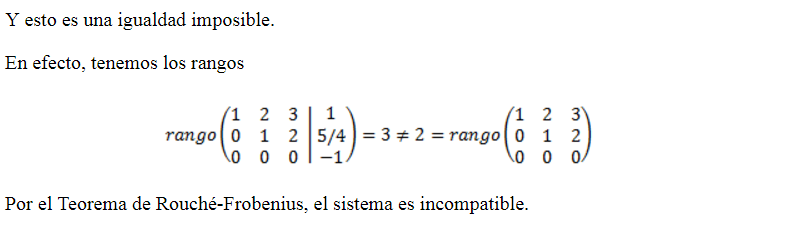 Y esto es una igualdad imposible.
En efecto, tenemos los rangos
1 2 3 | 1 1 2 3
rango ( 0 1 2 | 5/4 ) = 3 ≠ 2 = rango ( 0 1 2 )
0 0 0 | −1 0 0 0
Por el Teorema de Rouché-Frobenius, el sistema es incompatible.